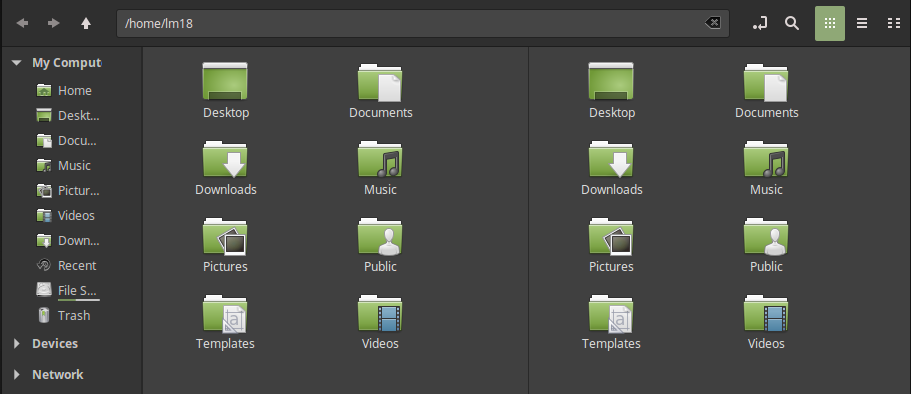 /home/lm18
My Comput
Home
Deskt...
Docu...
Music
Pictur...
Videos
Down...
Recent
File S...
Trash
Devices
Network
Desktop
Documents
Downloads
Music
Pictures
Public
Templates
Videos
Desktop
Documents
Downloads
Music
Pictures
Public
Templates
Videos